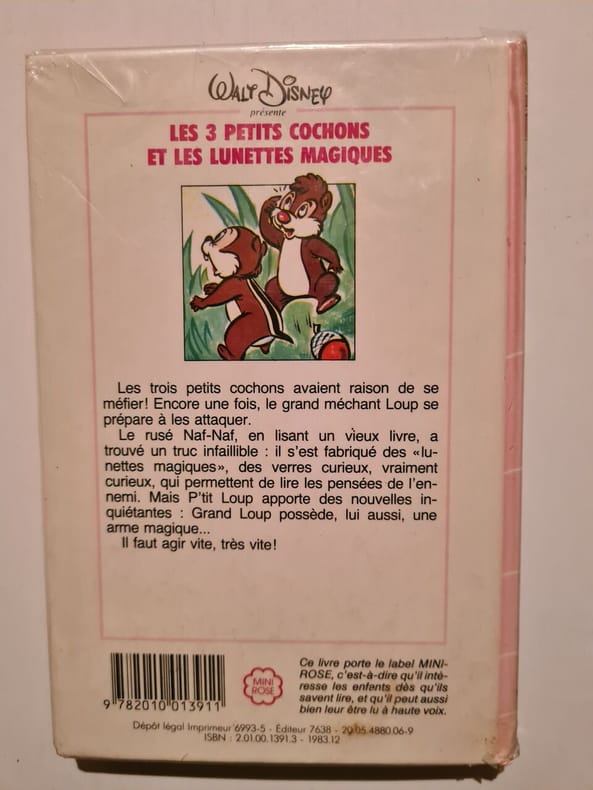 WALT DISNEY
présente
LES 3 PETITS COCHONS
ET LES LUNETTES MAGIQUES
Les trois petits cochons avaient raison de se
méfier! Encore une fois, le grand méchant Loup se
prépare à les attaquer.
Le rusé Naf-Naf, en lisant un vieux livre, a
trouvé un truc infaillible : il s'est fabriqué des «lu-
nettes magiques», des verres curieux, vraiment
curieux, qui permettent de lire les pensées de l'en-
nemi. Mais P'tit Loup apporte des nouvelles in-
quiétantes : Grand Loup possède, lui aussi, une
arme magique...
Il faut agir vite, très vite!
9 782010 013911
MINI
ROSE
Ce livre porte le label MINI-
ROSE, c'est-à-dire qu'il inté-
resse les enfants dès qu'ils
savent lire, et qu'il peut aussi
bien leur être lu à haute voix.
Dépôt légal Imprimeur 6993-5 - Éditeur 7638 - 20.05.4880.06-9
ISBN : 2.01.00.1391.3 - 1983.12